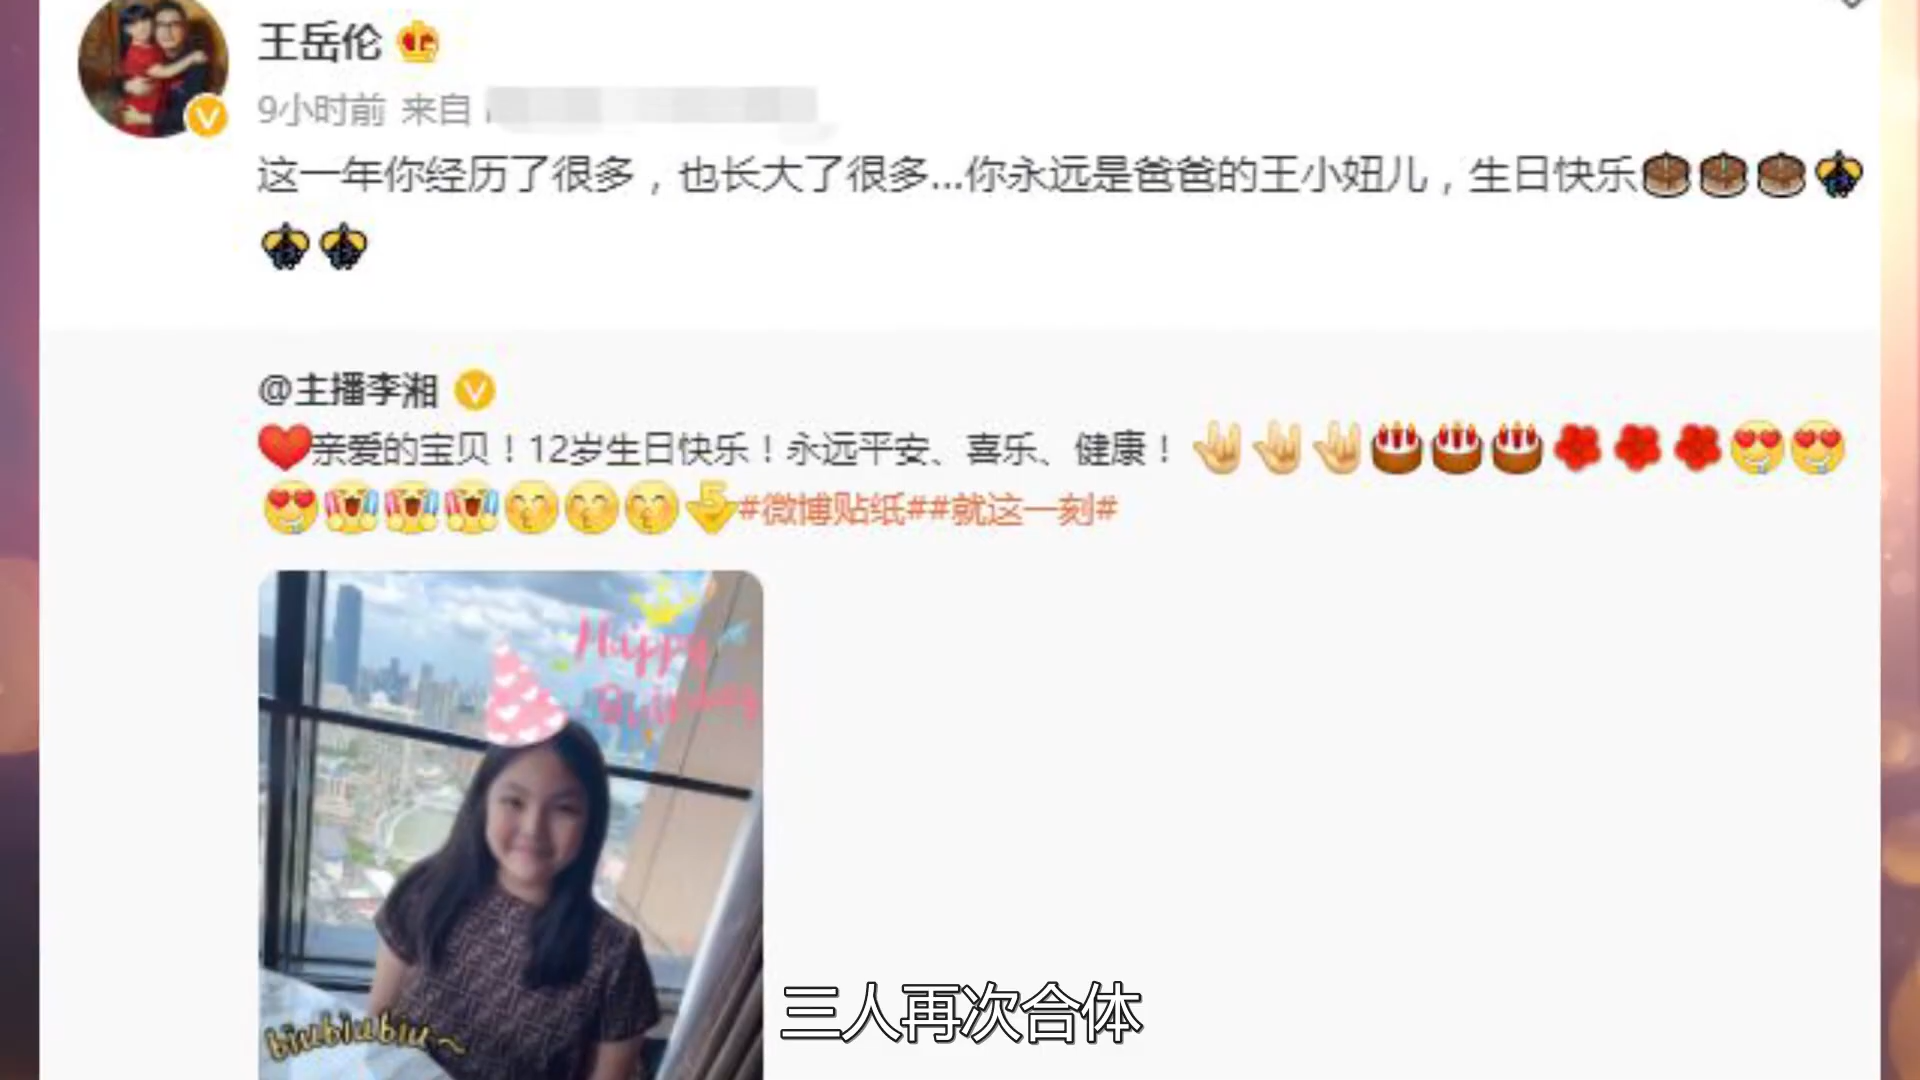 王岳伦
9小时前 来自
这一年你经历了很多，也长大了很多...你永远是爸爸的王小妞儿，生日快乐
@主播李湘
亲爱的宝贝！12岁生日快乐！永远平安、喜乐、健康！
#微博贴纸##就这一刻#
Happy
Birthday
biubiubiu~
三人再次合体